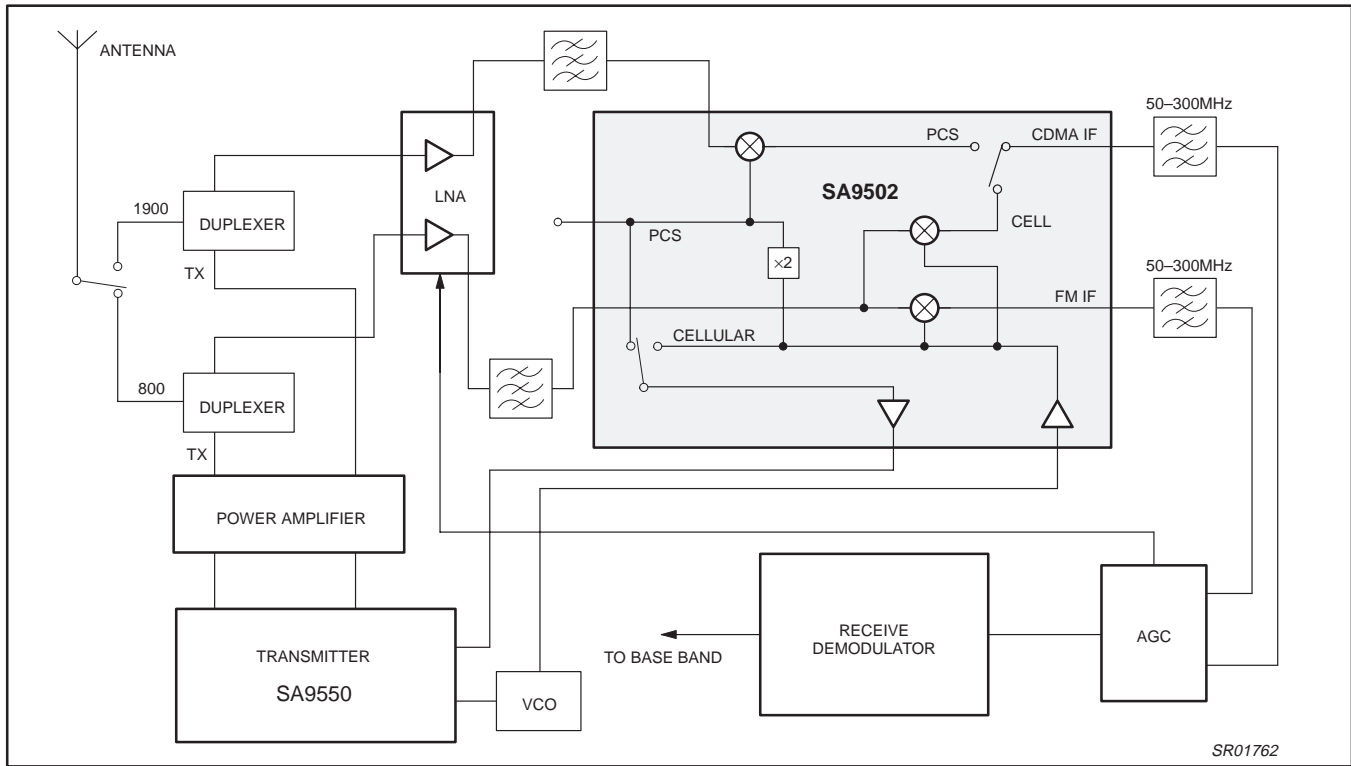 ANTENNA
50–300MHz
PCS
CDMA IF
LNA
SA9502
1900
DUPLEXER
PCS
CELL
×2
TX
50–300MHz
FM IF
CELLULAR
800
DUPLEXER
TX
POWER AMPLIFIER
TRANSMITTER
SA9550
VCO
TO BASE BAND
RECEIVE
DEMODULATOR
AGC
SR01762